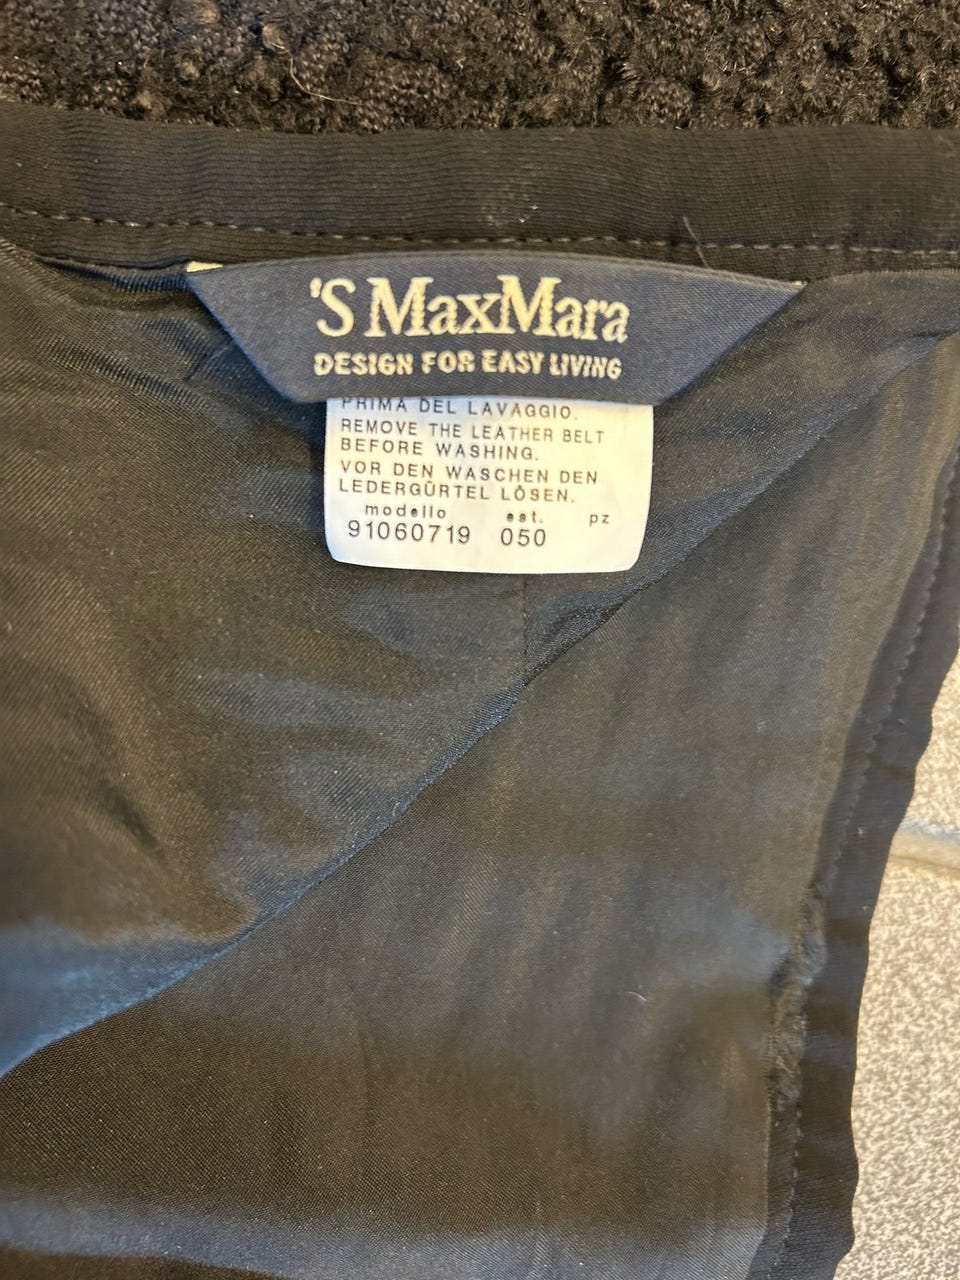 'S MaxMara
DESIGN FOR EASY LIVING
PRIMA DEL LAVAGGIO.
REMOVE THE LEATHER BELT
BEFORE WASHING.
VOR DEN WASCHEN DEN
LEDERGÜRTEL LÖSEN.
modello est. pz
91060719 050